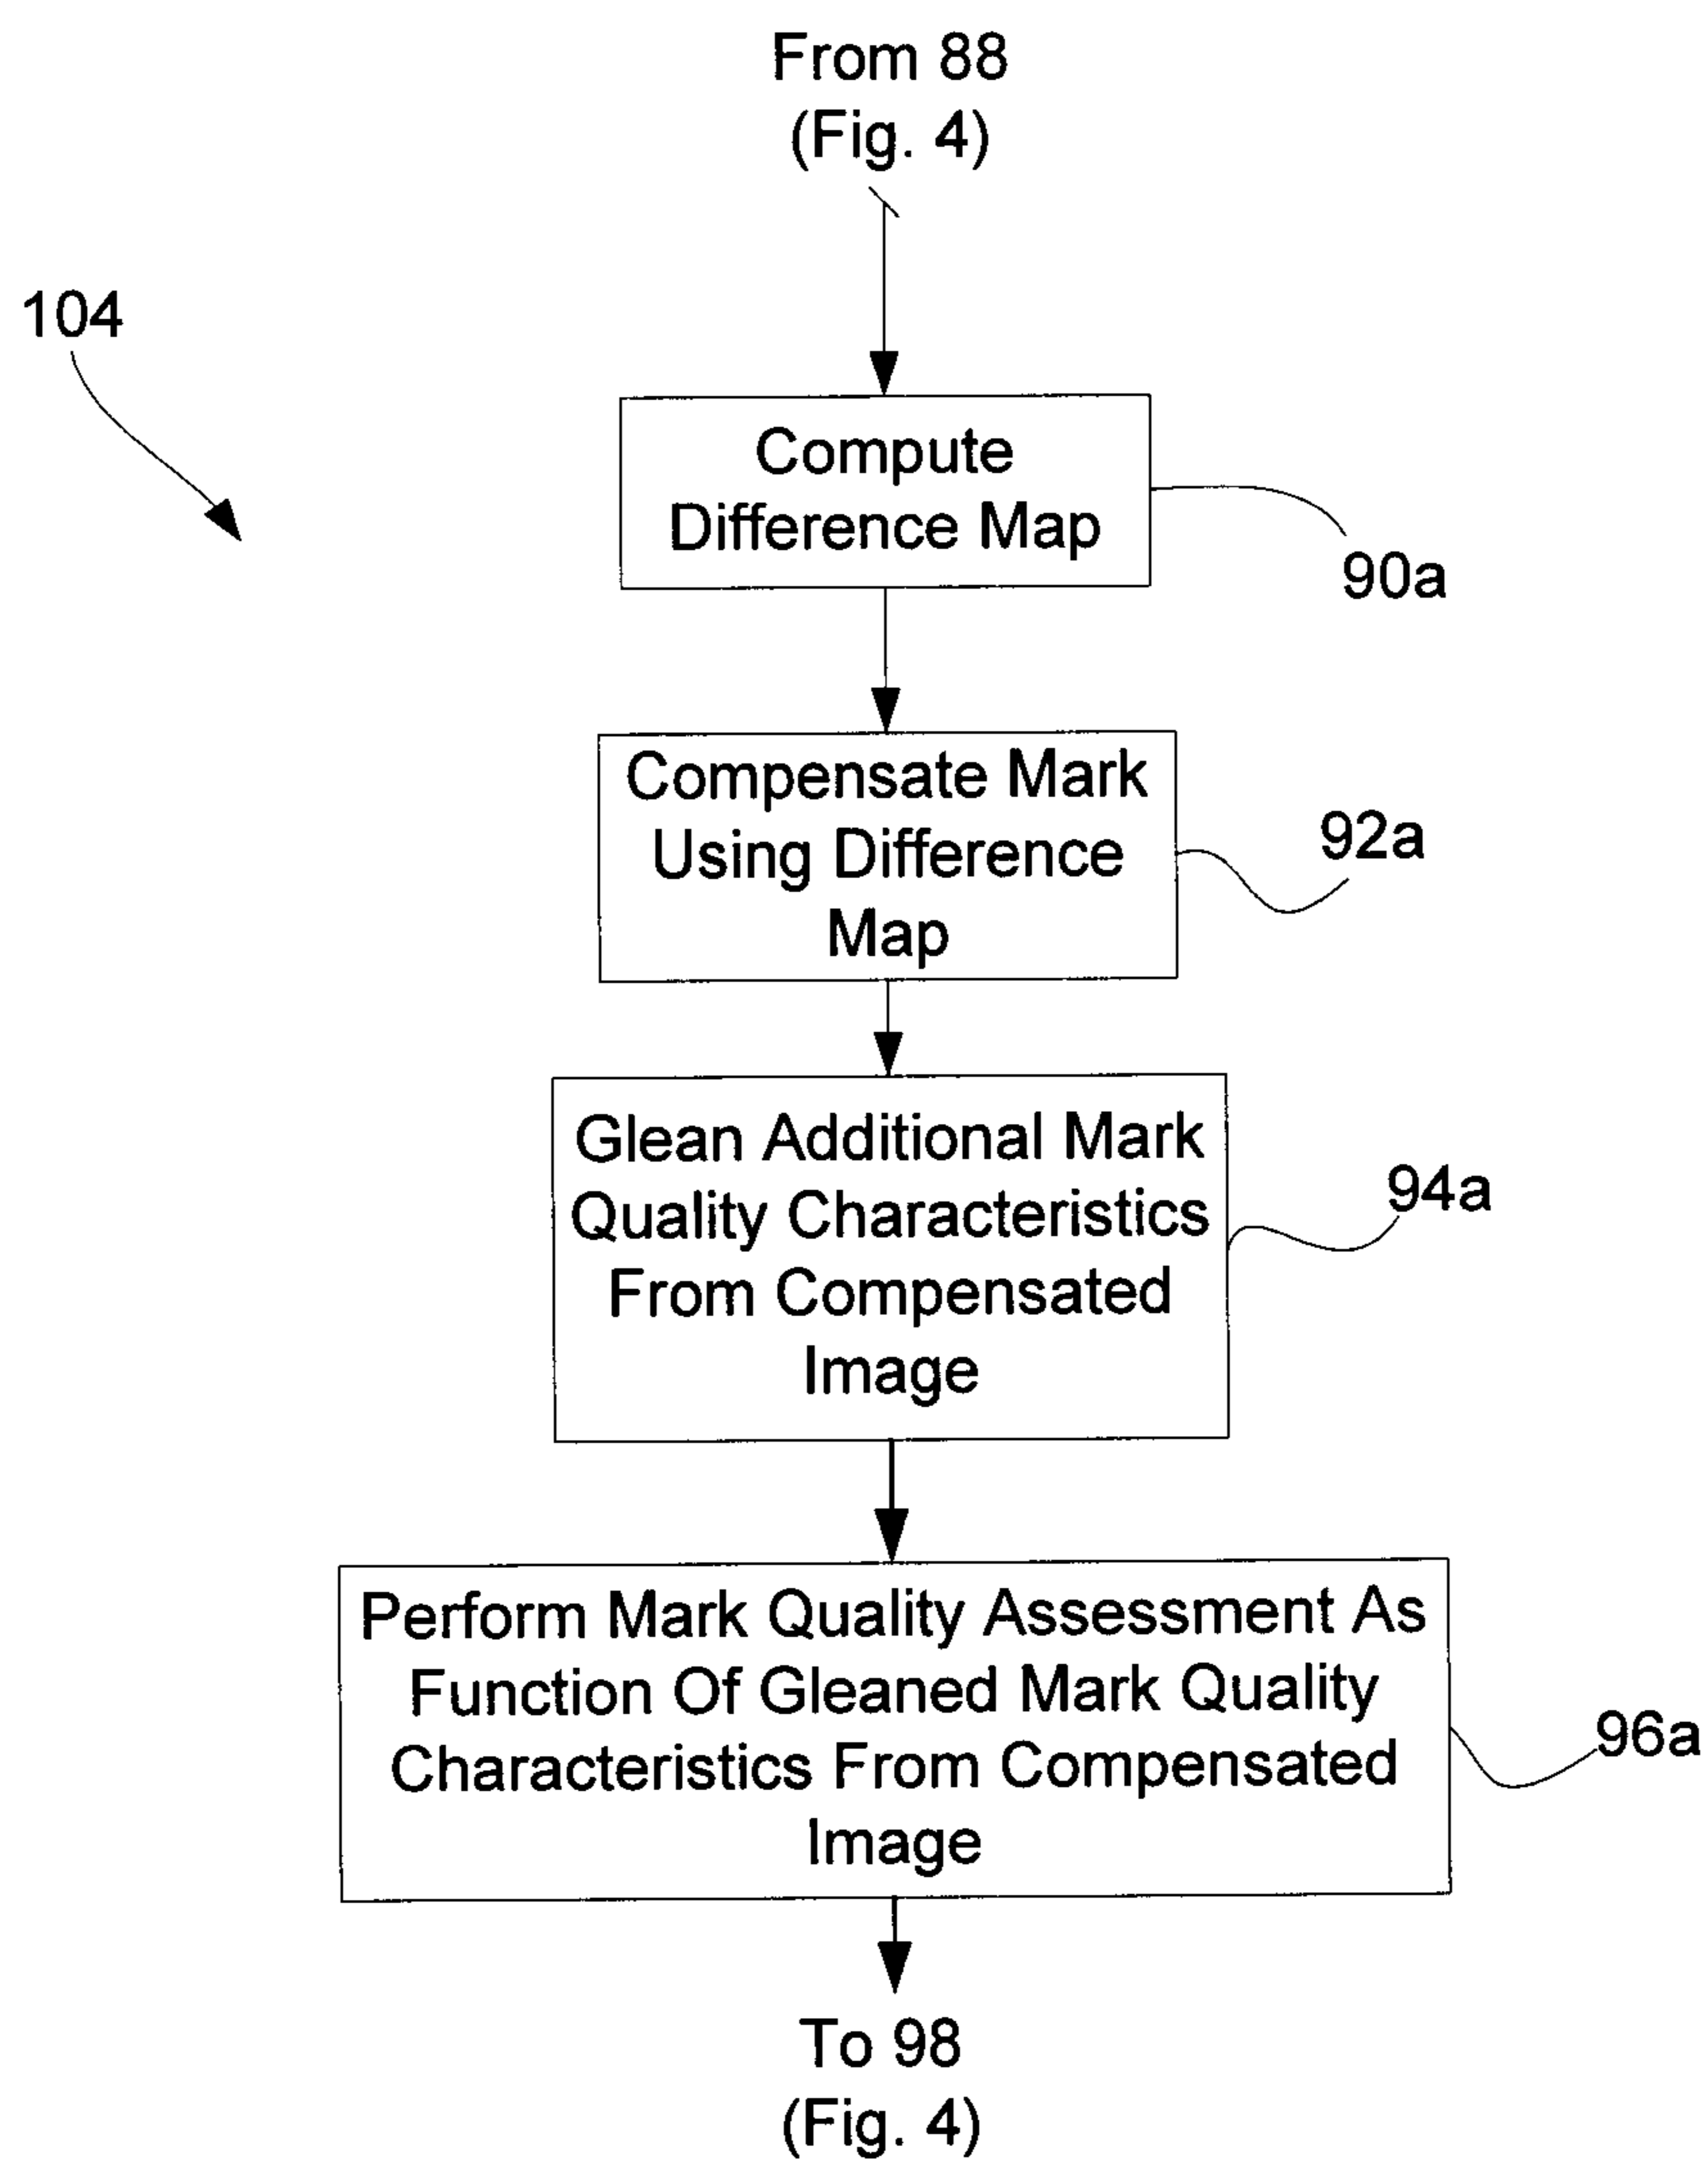 From 88
(Fig. 4)
104
Compute
Difference Map
90a
Compensate Mark
Using Difference
Map
92a
Glean Additional Mark
Quality Characteristics
From Compensated
Image
94a
Perform Mark Quality Assessment As
Function Of Gleaned Mark Quality
Characteristics From Compensated
Image
96a
To 98
(Fig. 4)